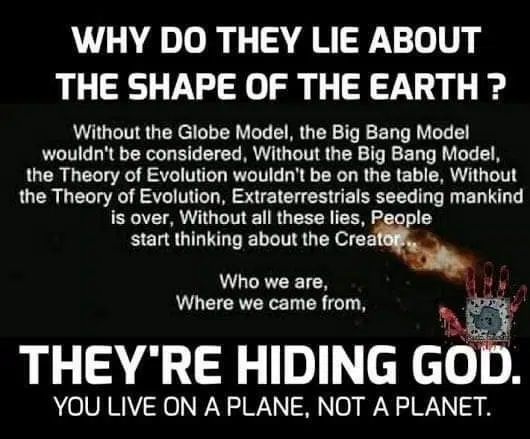 WHY DO THEY LIE ABOUT
THE SHAPE OF THE EARTH ?
Without the Globe Model, the Big Bang Model
wouldn't be considered, Without the Big Bang Model,
the Theory of Evolution wouldn't be on the table, Without
the Theory of Evolution, Extraterrestrials seeding mankind
is over, Without all these lies, People
start thinking about the Creator...
Who we are,
Where we came from,
THEY'RE HIDING GOD.
YOU LIVE ON A PLANE, NOT A PLANET.